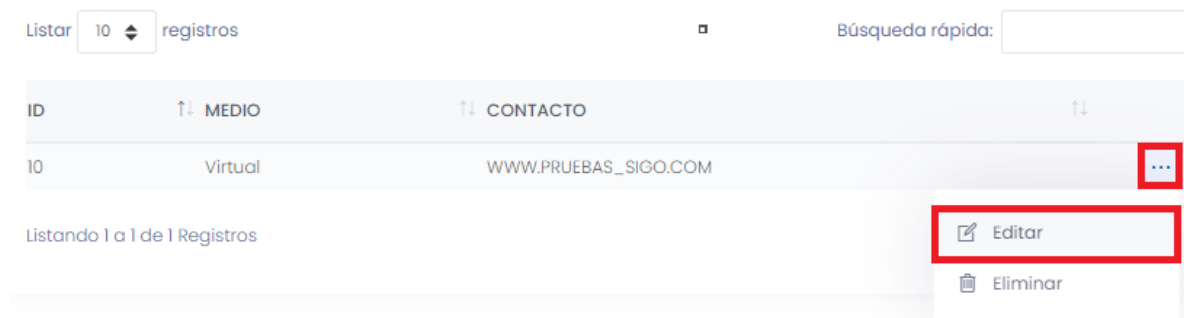 Listar 10 registros Búsqueda rápida:
ID MEDIO CONTACTO
10 Virtual WWW.PRUEBAS_SIGO.COM ...
Listando 1 a 1 de 1 Registros
Editar
Eliminar